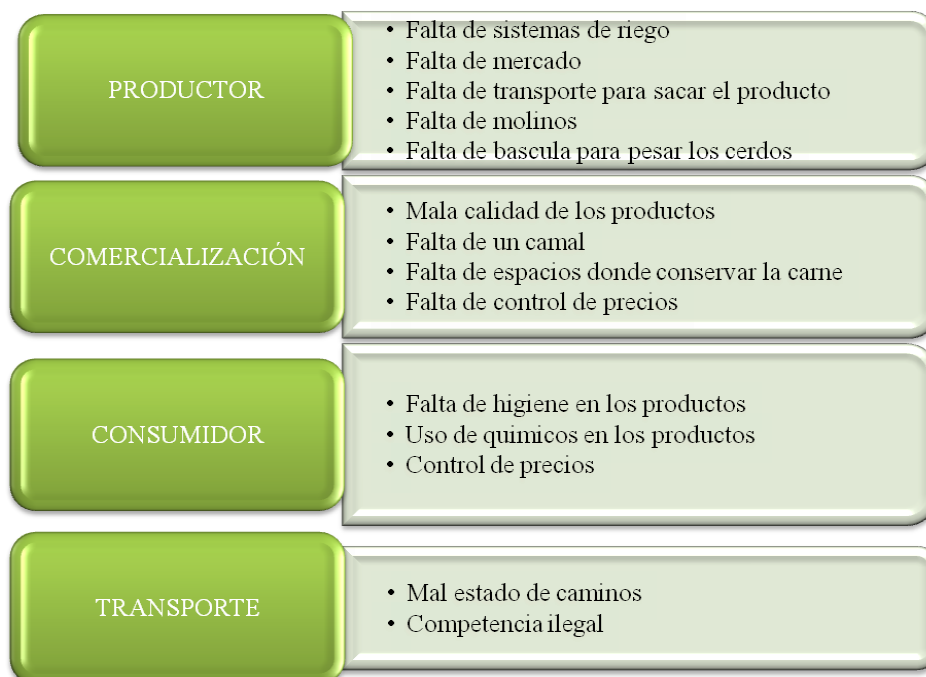 PRODUCTOR
• Falta de sistemas de riego
• Falta de mercado
• Falta de transporte para sacar el producto
• Falta de molinos
• Falta de bascula para pesar los cerdos
COMERCIALIZACIÓN
• Mala calidad de los productos
• Falta de un camal
• Falta de espacios donde conservar la carne
• Falta de control de precios
CONSUMIDOR
• Falta de higiene en los productos
• Uso de quimicos en los productos
• Control de precios
TRANSPORTE
• Mal estado de caminos
• Competencia ilegal